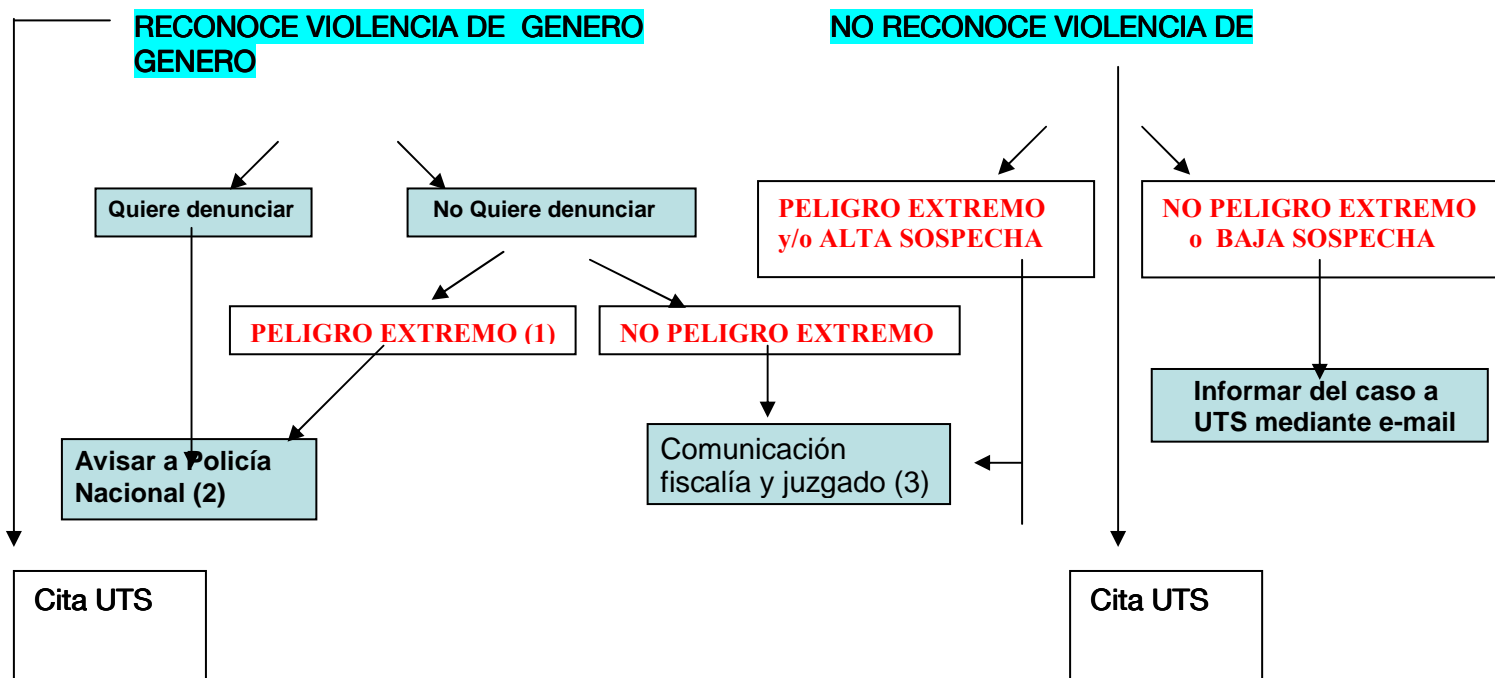 RECONOCE VIOLENCIA DE GENERO
GENERO
NO RECONOCE VIOLENCIA DE
Quiere denunciar
No Quiere denunciar
PELIGRO EXTREMO
y/o ALTA SOSPECHA
NO PELIGRO EXTREMO
o BAJA SOSPECHA
PELIGRO EXTREMO (1)
NO PELIGRO EXTREMO
Informar del caso a
UTS mediante e-mail
Avisar a Policía
Nacional (2)
Comunicación
fiscalía y juzgado (3)
Cita UTS
Cita UTS